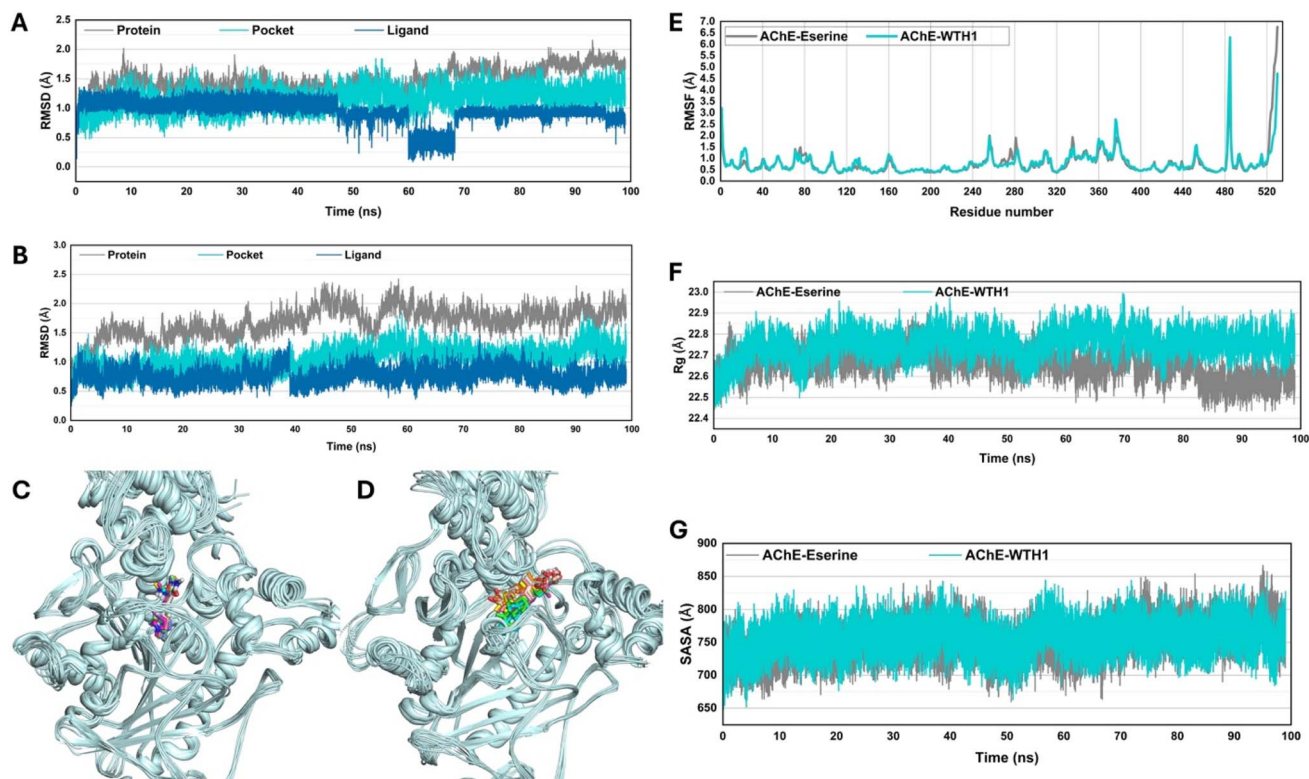 A
Protein Pocket Ligand
2.5
2.0
1.5
1.0
0.5
0.0
RMSD (Å)
0 10 20 30 40 50 60 70 80 90 100
Time (ns)
B
Protein Pocket Ligand
3.0
2.5
2.0
1.5
1.0
0.5
0.0
RMSD (Å)
0 10 20 30 40 50 60 70 80 90 100
Time (ns)
C
D
E
AChE-Eserine AChE-WTH1
7.0
6.5
6.0
5.5
5.0
4.5
4.0
3.5
3.0
2.5
2.0
1.5
1.0
0.5
0.0
RMSF (Å)
0 40 80 120 160 200 240 280 320 360 400 440 480 520
Residue number
F
AChE-Eserine AChE-WTH1
23.0
22.9
22.8
22.7
22.6
22.5
22.4
Rg (Å)
0 10 20 30 40 50 60 70 80 90 100
Time (ns)
G
AChE-Eserine AChE-WTH1
900
850
800
750
700
650
SASA (Å)
0 10 20 30 40 50 60 70 80 90 100
Time (ns)